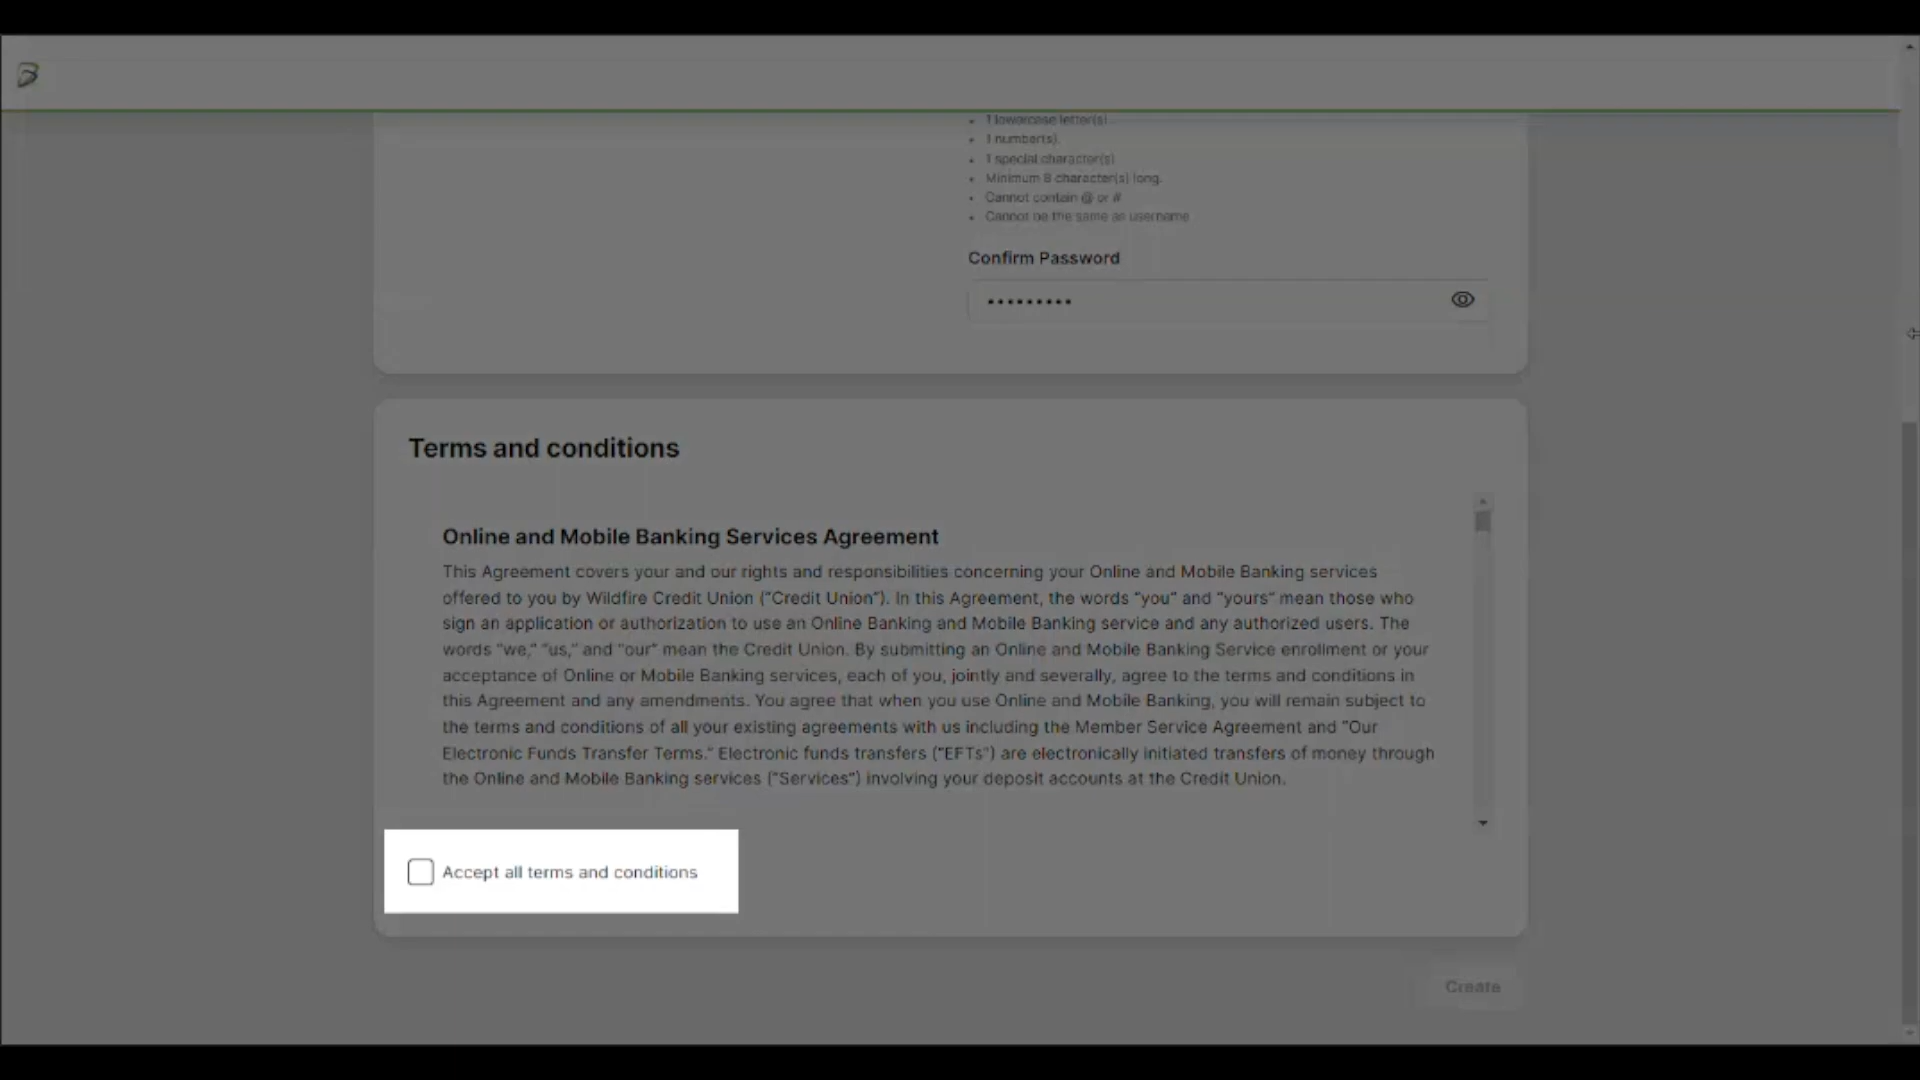 1 lowercase letter(s)
1 number(s).
1 special character(s)
Minimum 8 character(s) long.
Cannot contain @ or #
Cannot be the same as username
Confirm Password
•••••••••
Terms and conditions
Online and Mobile Banking Services Agreement
This Agreement covers your and our rights and responsibilities concerning your Online and Mobile Banking services
offered to you by Wildfire Credit Union ("Credit Union"). In this Agreement, the words "you" and "yours" mean those who
sign an application or authorization to use an Online Banking and Mobile Banking service and any authorized users. The
words "we," "us," and "our" mean the Credit Union. By submitting an Online and Mobile Banking Service enrollment or your
acceptance of Online or Mobile Banking services, each of you, jointly and severally, agree to the terms and conditions in
this Agreement and any amendments. You agree that when you use Online and Mobile Banking, you will remain subject to
the terms and conditions of all your existing agreements with us including the Member Service Agreement and "Our
Electronic Funds Transfer Terms." Electronic funds transfers ("EFTs") are electronically initiated transfers of money through
the Online and Mobile Banking services ("Services") involving your deposit accounts at the Credit Union.
Accept all terms and conditions
Create